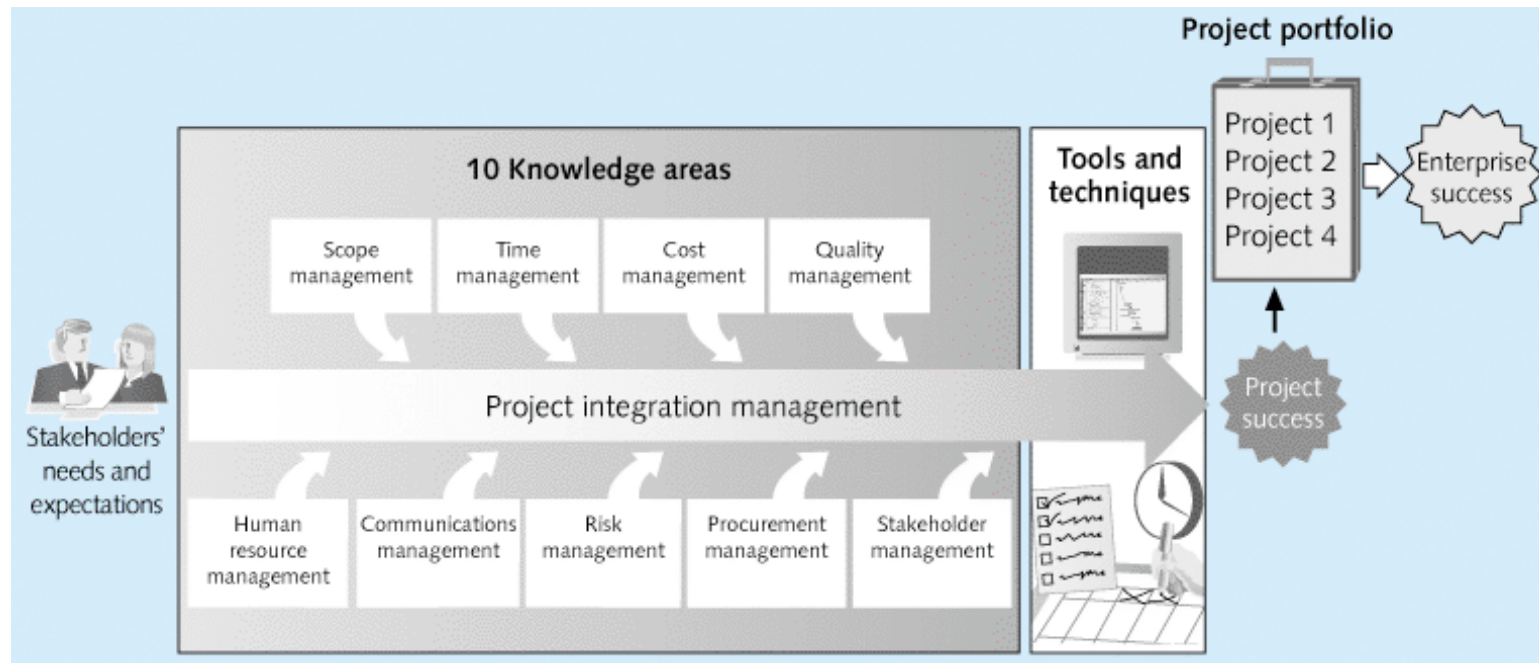 Project portfolio
Project 1
Project 2
Project 3
Project 4
Enterprise
success
10 Knowledge areas
Tools and
techniques
Scope
management
Time
management
Cost
management
Quality
management
Project integration management
Project
success
Stakeholders’
needs and
expectations
Human
resource
management
Communications
management
Risk
management
Procurement
management
Stakeholder
management